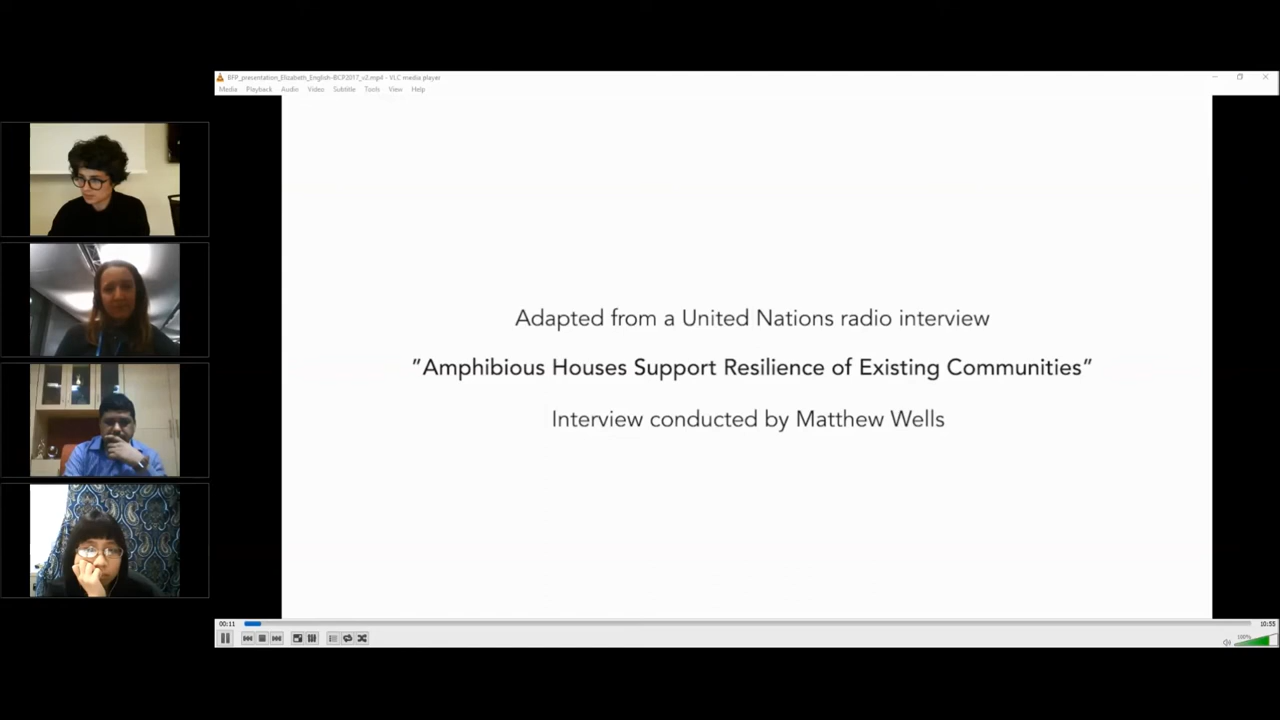 BFP_presentation_Elizabeth_English-BCP2017_v2.mp4 - VLC media player
Media Playback Audio Video Subtitle Tools View Help
Adapted from a United Nations radio interview
"Amphibious Houses Support Resilience of Existing Communities"
Interview conducted by Matthew Wells
00:11
10:55
100%